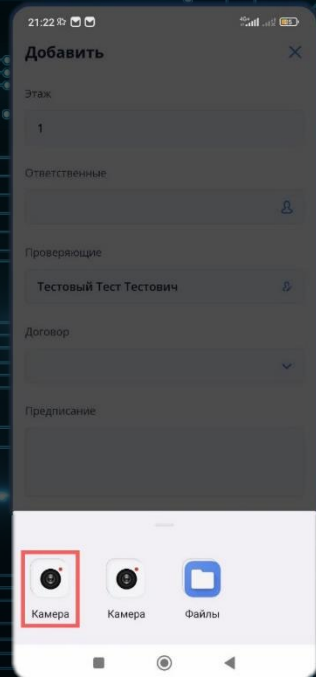 21:22
Добавить
Этаж
1
Ответственные
Проверяющие
Тестовый Тест Тестович
Договор
Предписание
Камера
Камера
Файлы